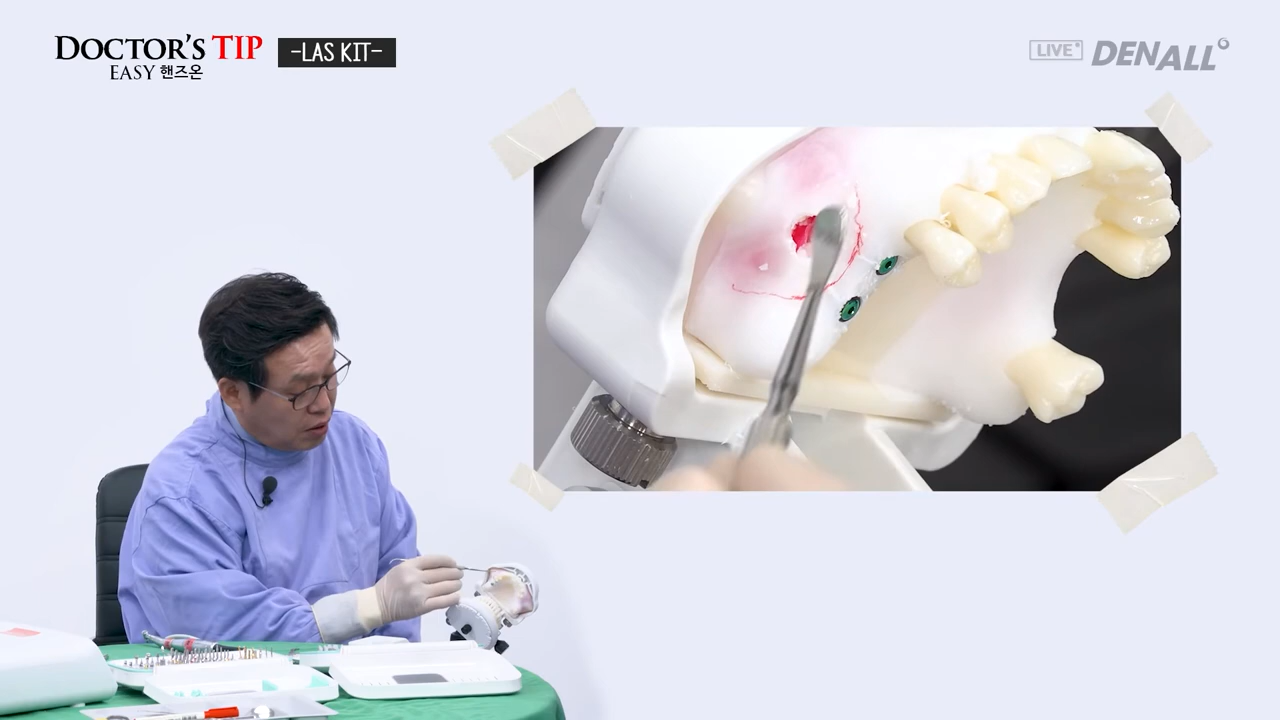 DOCTOR'S TIP
EASY 핸즈온
-LAS KIT-
LIVE
DENALL